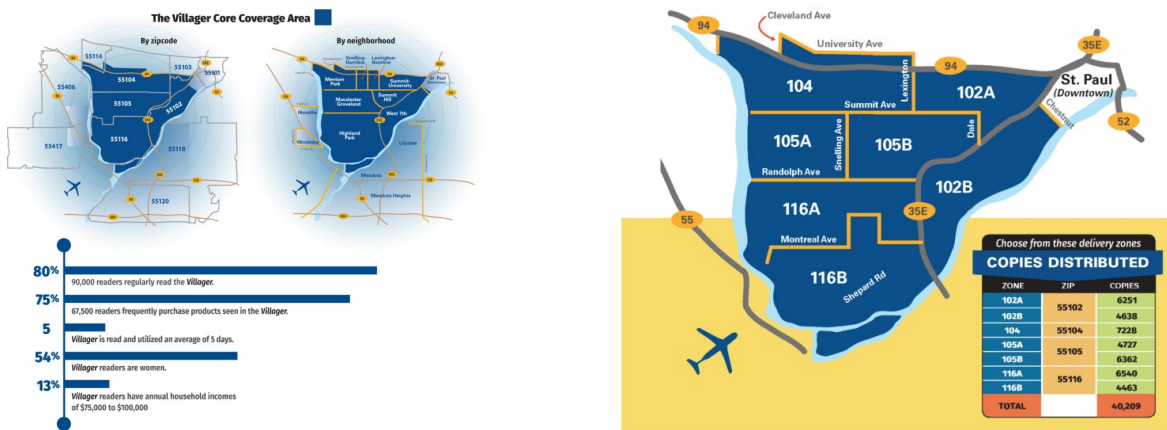 The Villager Core Coverage Area
By zipcode
55114
55103
55101
55104
55406
55105
55102
55116
55417
55118
55120
By neighborhood
Snelling-
Hamline
Lexington-
Hamline
Merriam
Park
Summit-
University
St. Paul
Macalester
Groveland
Summit
Hill
West 7th
Highland
Park
Lilydale
Mendota
Mendota Heights
80%
90,000 readers regularly read the Villager.
75%
67,500 readers frequently purchase products seen in the Villager.
5
Villager is read and utilized an average of 5 days.
54%
Villager readers are women.
13%
Villager readers have annual household incomes
of $75,000 to $100,000
Cleveland Ave
94
University Ave
35E
94
104
Lexington
102A
St. Paul
(Downtown)
Summit Ave
Chestnut
52
105A
Snelling Ave
105B
Dale
Randolph Ave
102B
116A
35E
55
Montreal Ave
116B
Shepard Rd
Choose from these delivery zones
COPIES DISTRIBUTED
ZONE ZIP COPIES
102A 55102 6251
102B 4638
104 55104 7228
105A 55105 4727
105B 6362
116A 55116 6540
116B 4463
TOTAL 40,209